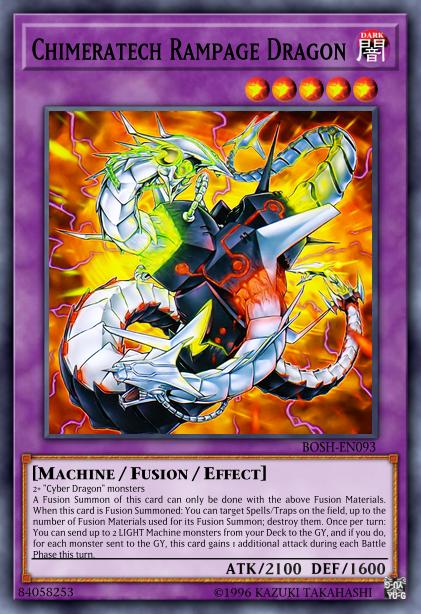 CHIMERATECH RAMPAGE DRAGON
DARK
闇
BOSH-EN093
[MACHINE / FUSION / EFFECT]
2+ "Cyber Dragon" monsters
A Fusion Summon of this card can only be done with the above Fusion Materials.
When this card is Fusion Summoned: You can target Spells/Traps on the field, up to the
number of Fusion Materials used for its Fusion Summon; destroy them. Once per turn:
You can send up to 2 LIGHT Machine monsters from your Deck to the GY, and if you do,
for each monster sent to the GY, this card gains 1 additional attack during each Battle
Phase this turn.
ATK/2100 DEF/1600
84058253
©1996 KAZUKI TAKAHASHI